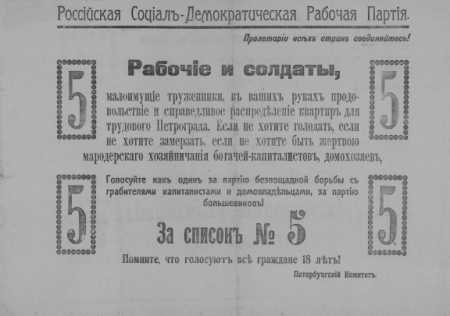 Россійская Соціалъ-Демократическая Рабочая Партія.
Пролетаріи всѣхъ странъ соединяйтесь!
5
5
Рабочіе и солдаты,
малоимущіе труженники, въ вашихъ рукахъ продо-
вольствіе и справедливое распредѣленіе квартиръ для
трудового Петрограда. Если не хотите голодать, если
не хотите замерзать, если не хотите быть жертвою
мародерскаго хозяйничанія богачей-капиталистовъ, домохозяевъ,
5
5
Голосуйте какъ одинъ за партію безпощадной борьбы съ
грабителями капиталистами и домовладѣльцами, за партію
большевиковъ!
За списокъ № 5
Помните, что голосуютъ всѣ граждане 18 лѣтъ!
Петербургскій Комитетъ.